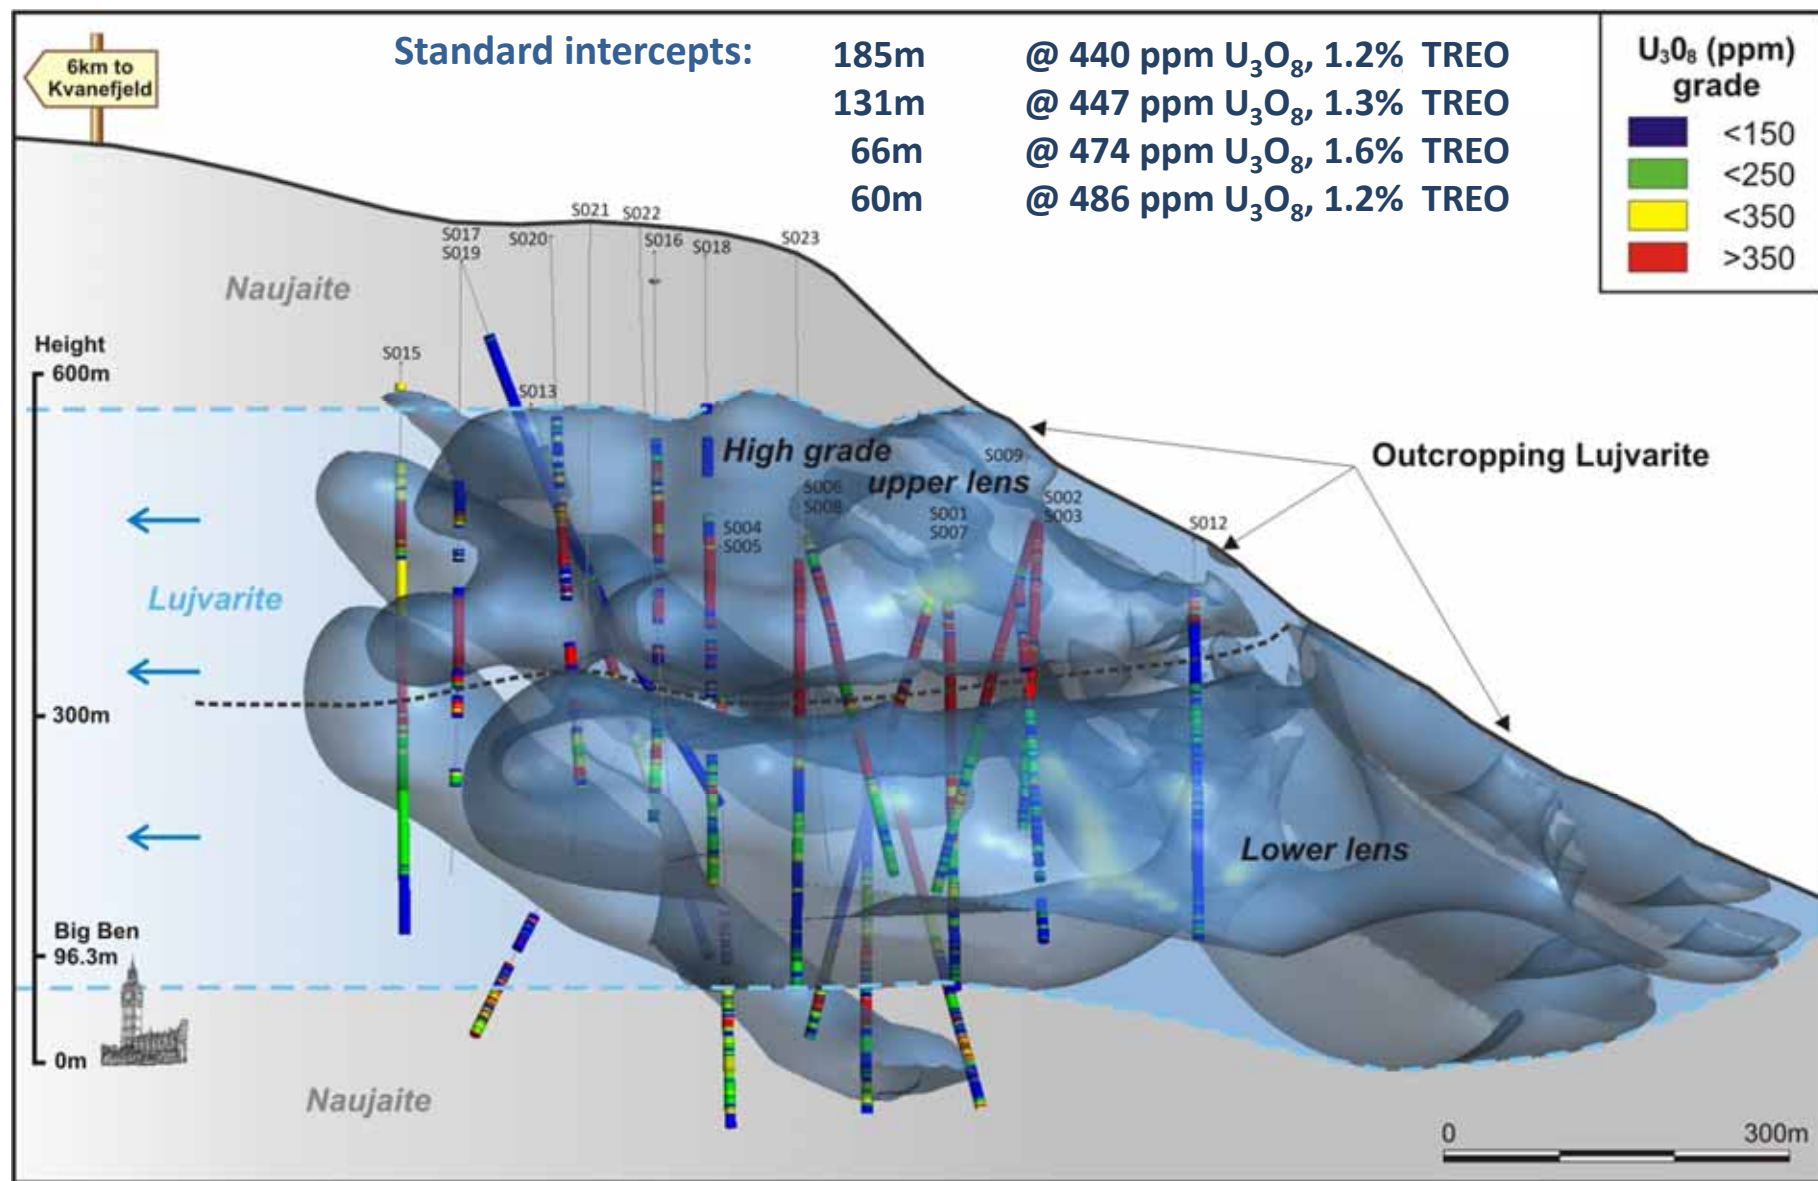 6km to
Kvanefjeld
Standard intercepts:
185m @ 440 ppm U₃O₈, 1.2% TREO
131m @ 447 ppm U₃O₈, 1.3% TREO
66m @ 474 ppm U₃O₈, 1.6% TREO
60m @ 486 ppm U₃O₈, 1.2% TREO
U₃0₈ (ppm)
grade
<150
<250
<350
>350
S021
S022
S017
S019
S020
S016
S018
S023
Naujaite
Height
600m
S015
S013
High grade
upper lens
S009
Outcropping Lujvarite
S006
S008
S002
S003
S001
S007
S004
S005
S012
Lujvarite
300m
Lower lens
Big Ben
96.3m
0m
Naujaite
0 300m